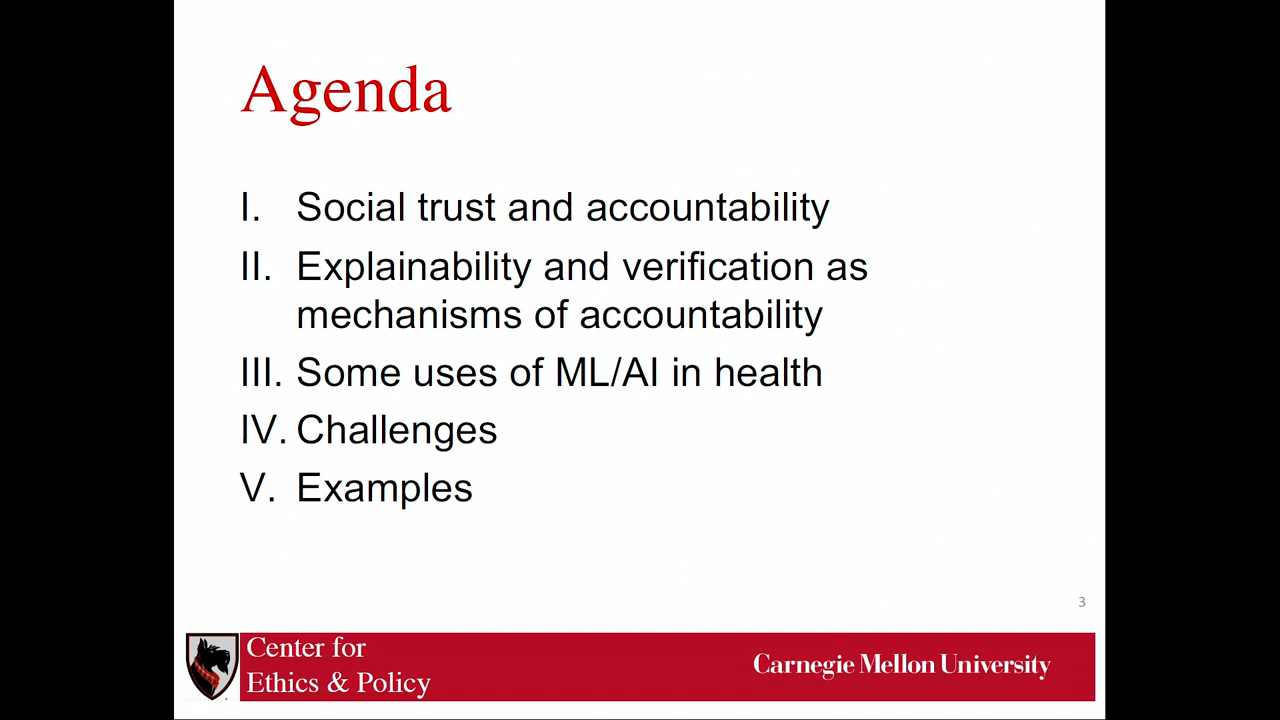 Agenda
I. Social trust and accountability
II. Explainability and verification as
mechanisms of accountability
III. Some uses of ML/AI in health
IV. Challenges
V. Examples
3
Center for
Ethics & Policy
Carnegie Mellon University